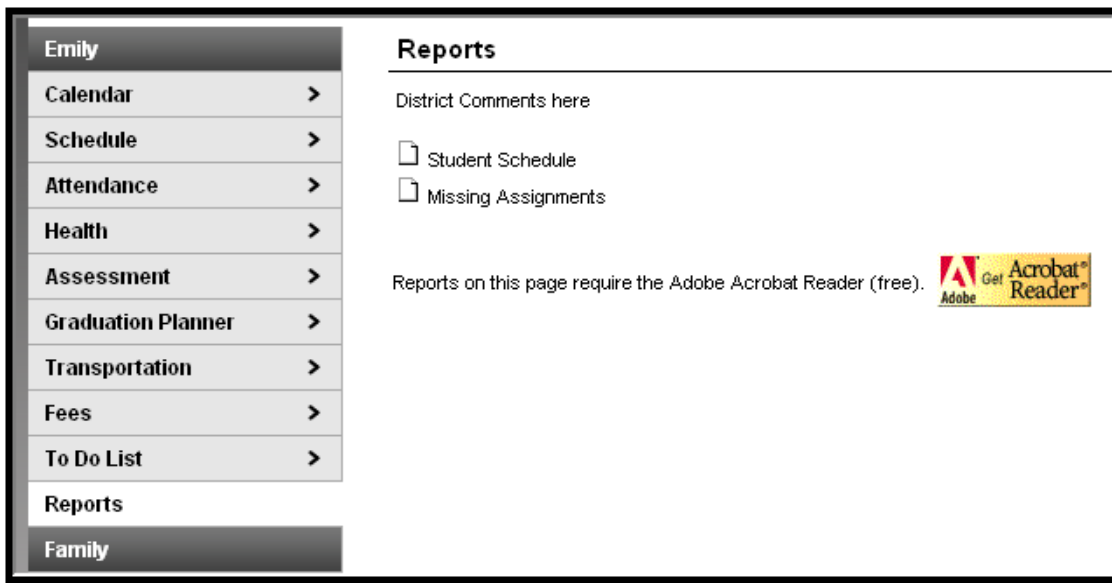 Emily
Calendar
Schedule
Attendance
Health
Assessment
Graduation Planner
Transportation
Fees
To Do List
Reports
Family
Reports
District Comments here
Student Schedule
Missing Assignments
Reports on this page require the Adobe Acrobat Reader (free).
Adobe
Get Acrobat®
Reader®